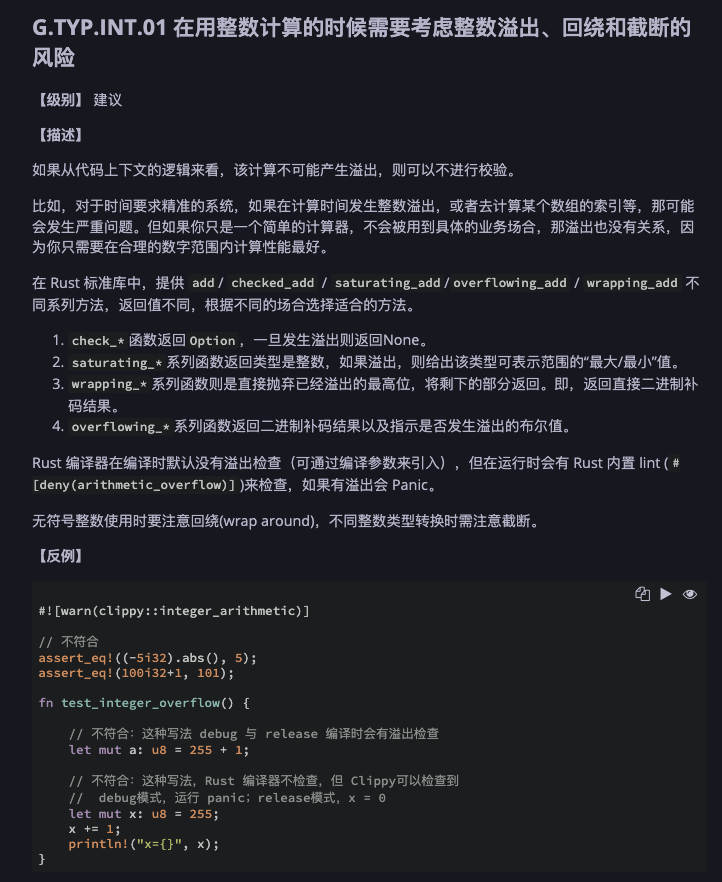 G.TYP.INT.01 在用整数计算的时候需要考虑整数溢出、回绕和截断的
风险
【级别】 建议
【描述】
如果从代码上下文的逻辑来看，该计算不可能产生溢出，则可以不进行校验。
比如，对于时间要求精准的系统，如果在计算时间发生整数溢出，或者去计算某个数组的索引等，那可能
会发生严重问题。但如果你只是一个简单的计算器，不会被用到具体的业务场合，那溢出也没有关系，因
为你只需要在合理的数字范围内计算性能最好。
在 Rust 标准库中，提供 add / checked_add / saturating_add / overflowing_add / wrapping_add 不
同系列方法，返回值不同，根据不同的场合选择适合的方法。
1. check_* 函数返回 Option ，一旦发生溢出则返回None。
2. saturating_* 系列函数返回类型是整数，如果溢出，则给出该类型可表示范围的“最大/最小”值。
3. wrapping_* 系列函数则是直接抛弃已经溢出的最高位，将剩下的部分返回。即，返回直接二进制补
码结果。
4. overflowing_* 系列函数返回二进制补码结果以及指示是否发生溢出的布尔值。
Rust 编译器在编译时默认没有溢出检查（可通过编译参数来引入），但在运行时会有 Rust 内置 lint ( #
[deny(arithmetic_overflow)] )来检查，如果有溢出会 Panic。
无符号整数使用时要注意回绕(wrap around)，不同整数类型转换时需注意截断。
【反例】
#![warn(clippy::integer_arithmetic)]
// 不符合
assert_eq!((-5i32).abs(), 5);
assert_eq!(100i32+1, 101);
fn test_integer_overflow() {
// 不符合：这种写法 debug 与 release 编译时会有溢出检查
let mut a: u8 = 255 + 1;
// 不符合：这种写法，Rust 编译器不检查，但 Clippy可以检查到
//  debug模式，运行 panic；release模式，x = 0
let mut x: u8 = 255;
x += 1;
println!("x={}", x);
}